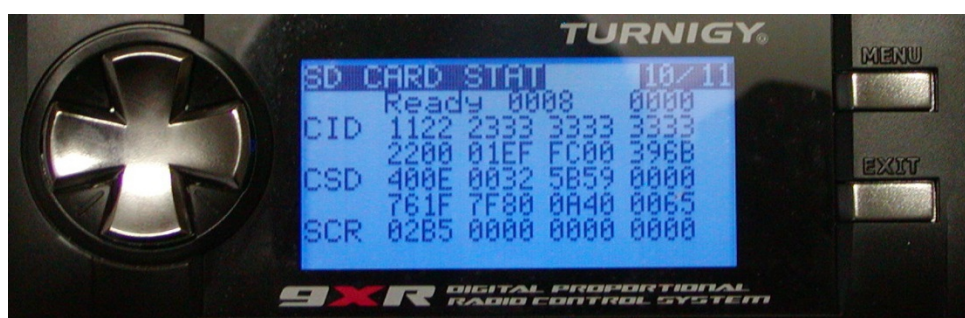 TURNIGY
MENU
SD CARD STAT 10/11
Ready 0008 0000
CID 1122 2333 3333 3333
2200 01EF FC00 396B
EXIT
CSD 400E 0032 5B59 0000
761F 7F80 0A40 0065
SCR 02B5 0000 0000 0000
9XR DIGITAL PROPORTIONAL
RADIO CONTROL SYSTEM